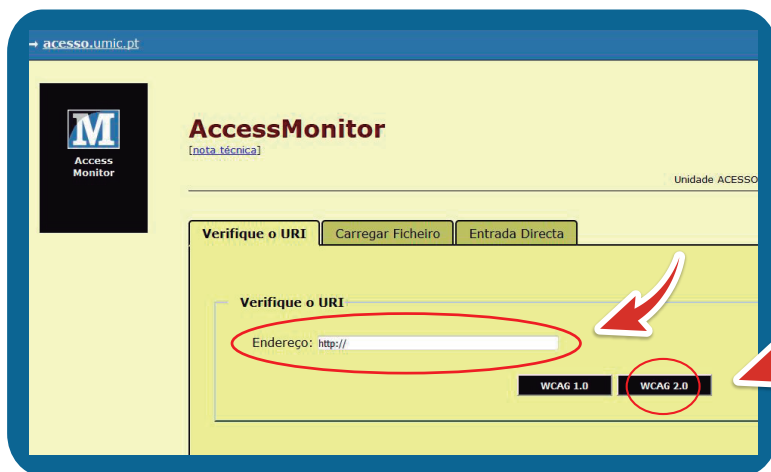 → acesso.umic.pt
M
Access
Monitor
AccessMonitor
[nota técnica]
Unidade ACESSO
Verifique o URI
Carregar Ficheiro
Entrada Directa
Verifique o URI
Endereço: http://
WCAG 1.0
WCAG 2.0